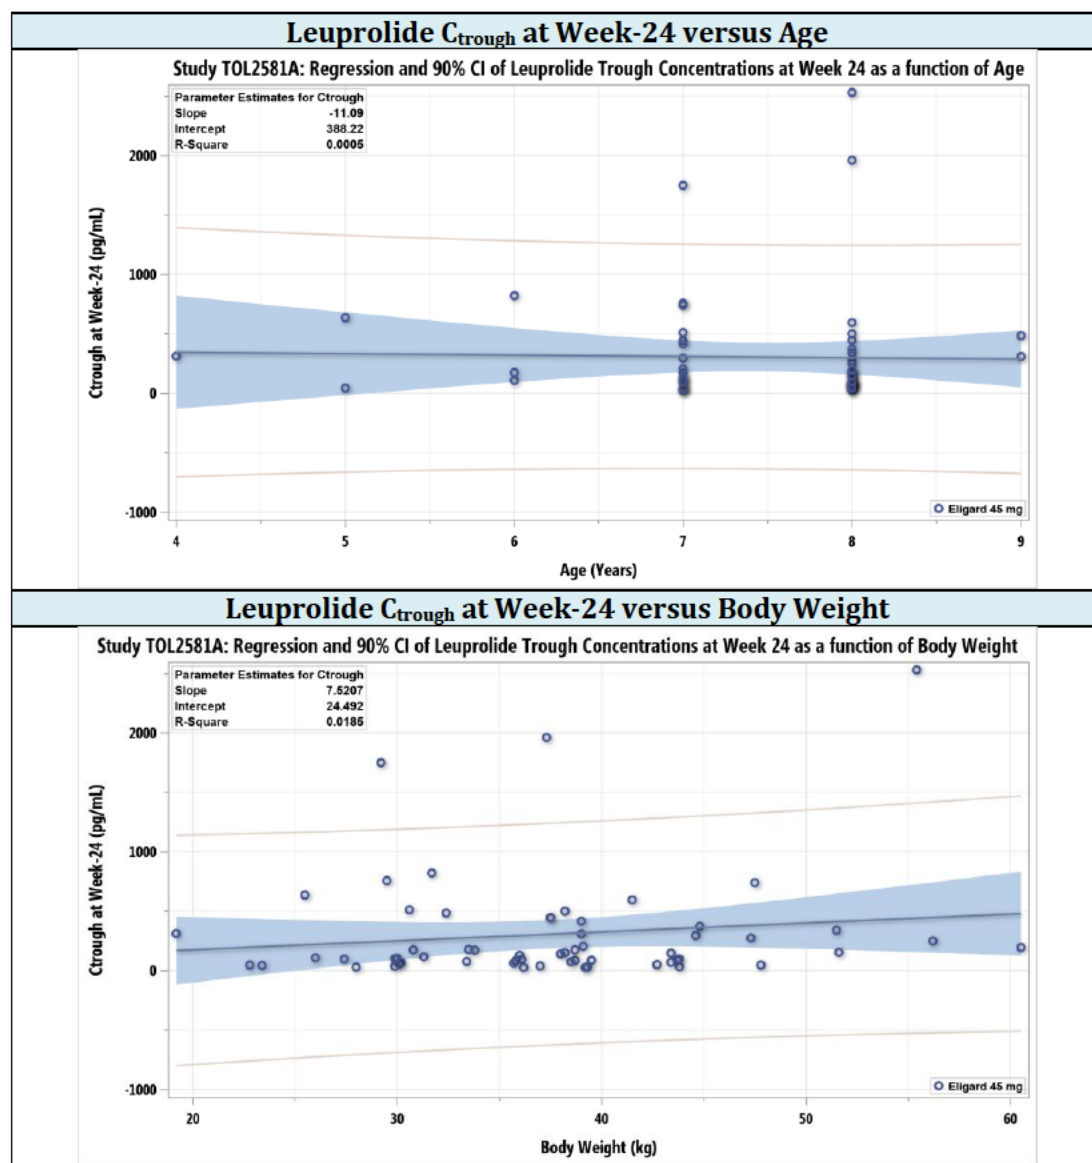 Leuprolide Ctrough at Week-24 versus Age
Study TOL2581A: Regression and 90% CI of Leuprolide Trough Concentrations at Week 24 as a function of Age
Parameter Estimates for Ctrough
Slope -11.09
Intercept 388.22
R-Square 0.0005
Ctrough at Week-24 (pg/mL)
2000
1000
0
-1000
Eligard 45 mg
4 5 6 7 8 9
Age (Years)
Leuprolide Ctrough at Week-24 versus Body Weight
Study TOL2581A: Regression and 90% CI of Leuprolide Trough Concentrations at Week 24 as a function of Body Weight
Parameter Estimates for Ctrough
Slope 7.5207
Intercept 24.492
R-Square 0.0185
Ctrough at Week-24 (pg/mL)
2000
1000
0
-1000
Eligard 45 mg
20 30 40 50 60
Body Weight (kg)